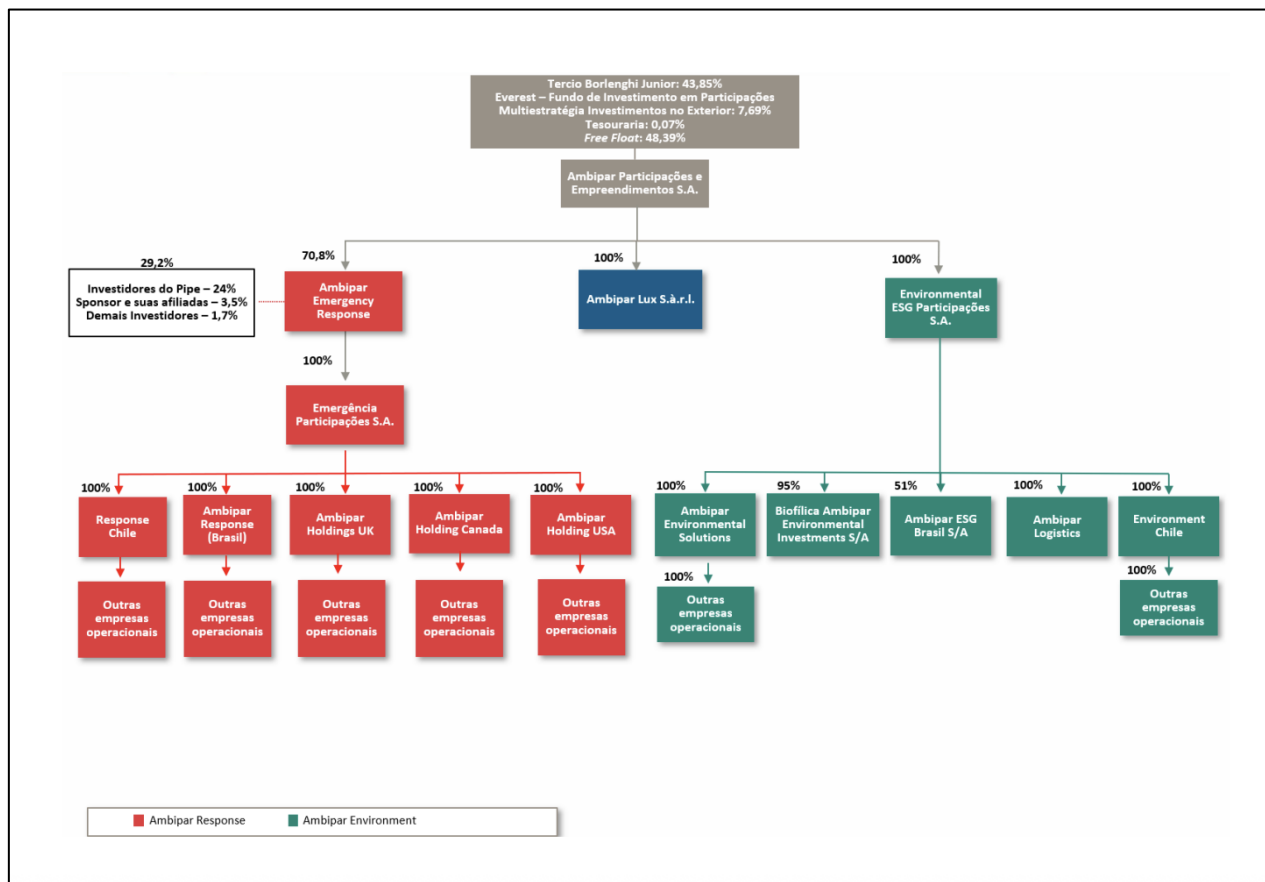 Tercio Borlenghi Junior: 43,85%
Everest – Fundo de Investimento em Participações
Multiestratégia Investimentos no Exterior: 7,69%
Tesouraria: 0,07%
Free Float: 48,39%
Ambipar Participações e
Empreendimentos S.A.
29,2%
Investidores do Pipe – 24%
Sponsor e suas afiliadas – 3,5%
Demais Investidores – 1,7%
70,8%
Ambipar
Emergency
Response
100%
Ambipar Lux S.à.r.l.
100%
Environmental
ESG Participações
S.A.
100%
Emergência
Participações S.A.
100%
Response
Chile
100%
Ambipar
Response
(Brasil)
100%
Ambipar
Holdings UK
100%
Ambipar
Holding Canada
100%
Ambipar
Holding USA
100%
Ambipar
Environmental
Solutions
95%
Biofílica Ambipar
Environmental
Investments S/A
51%
Ambipar ESG
Brasil S/A
100%
Ambipar
Logistics
100%
Environment
Chile
Outras
empresas
operacionais
Outras
empresas
operacionais
Outras
empresas
operacionais
Outras
empresas
operacionais
Outras
empresas
operacionais
100%
Outras
empresas
operacionais
100%
Outras
empresas
operacionais
Ambipar Response
Ambipar Environment